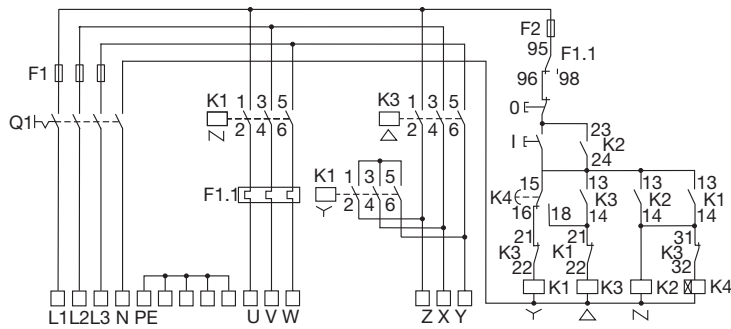 F2
95
F1.1
96 98
F1
K1 1 3 5
2 4 6
K3 1 3 5
2 4 6
0
Q1
23
K2
24
I
K1 1 3 5
2 4 6
F1.1
15 13 13 13
K4 K3 K2 K1
16 18 14 14 14
21 21 31
K3 K1 K3
22 22 32
K1 K3 K2 K4
L1 L2 L3 N PE U V W Z X Y